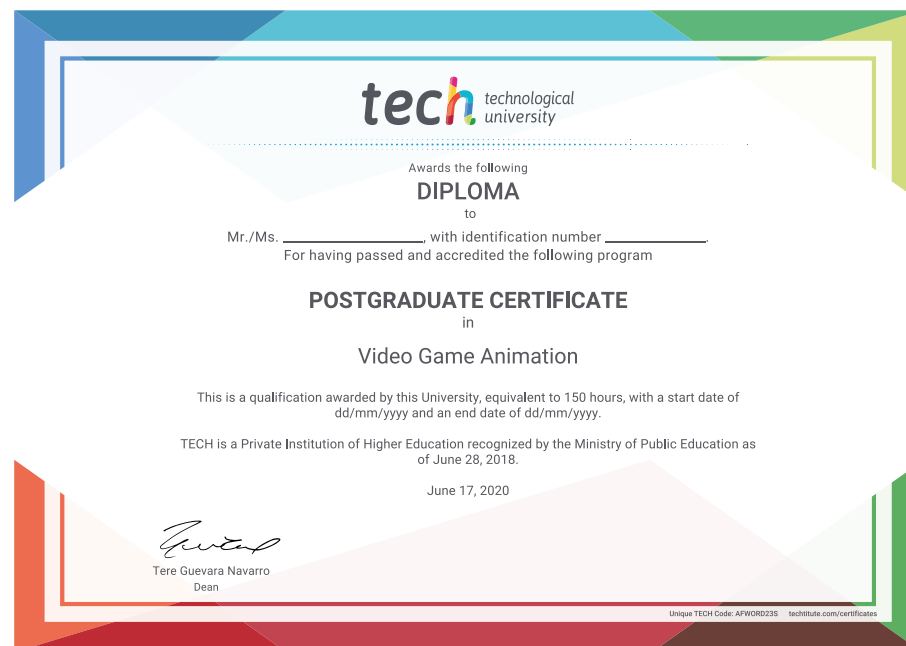 tech technological
university
Awards the following
DIPLOMA
to
Mr./Ms. ____________, with identification number ____________.
For having passed and accredited the following program
POSTGRADUATE CERTIFICATE
in
Video Game Animation
This is a qualification awarded by this University, equivalent to 150 hours, with a start date of
dd/mm/yyyy and an end date of dd/mm/yyyy.
TECH is a Private Institution of Higher Education recognized by the Ministry of Public Education as
of June 28, 2018.
June 17, 2020
Tere Guevara Navarro
Dean
Unique TECH Code: AFWORD23S techtitute.com/certificates